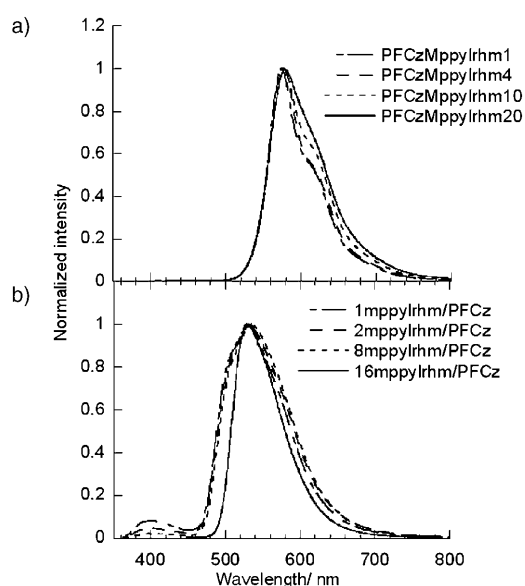 a)
1.2
1
0.8
0.6
0.4
0.2
0
PFCzMppyIrhm1
PFCzMppyIrhm4
PFCzMppyIrhm10
PFCzMppyIrhm20
Normalized intensity
b)
1
0.8
0.6
0.4
0.2
0
1mppyIrhm/PFCz
2mppyIrhm/PFCz
8mppyIrhm/PFCz
16mppyIrhm/PFCz
400 500 600 700 800
Wavelength/ nm